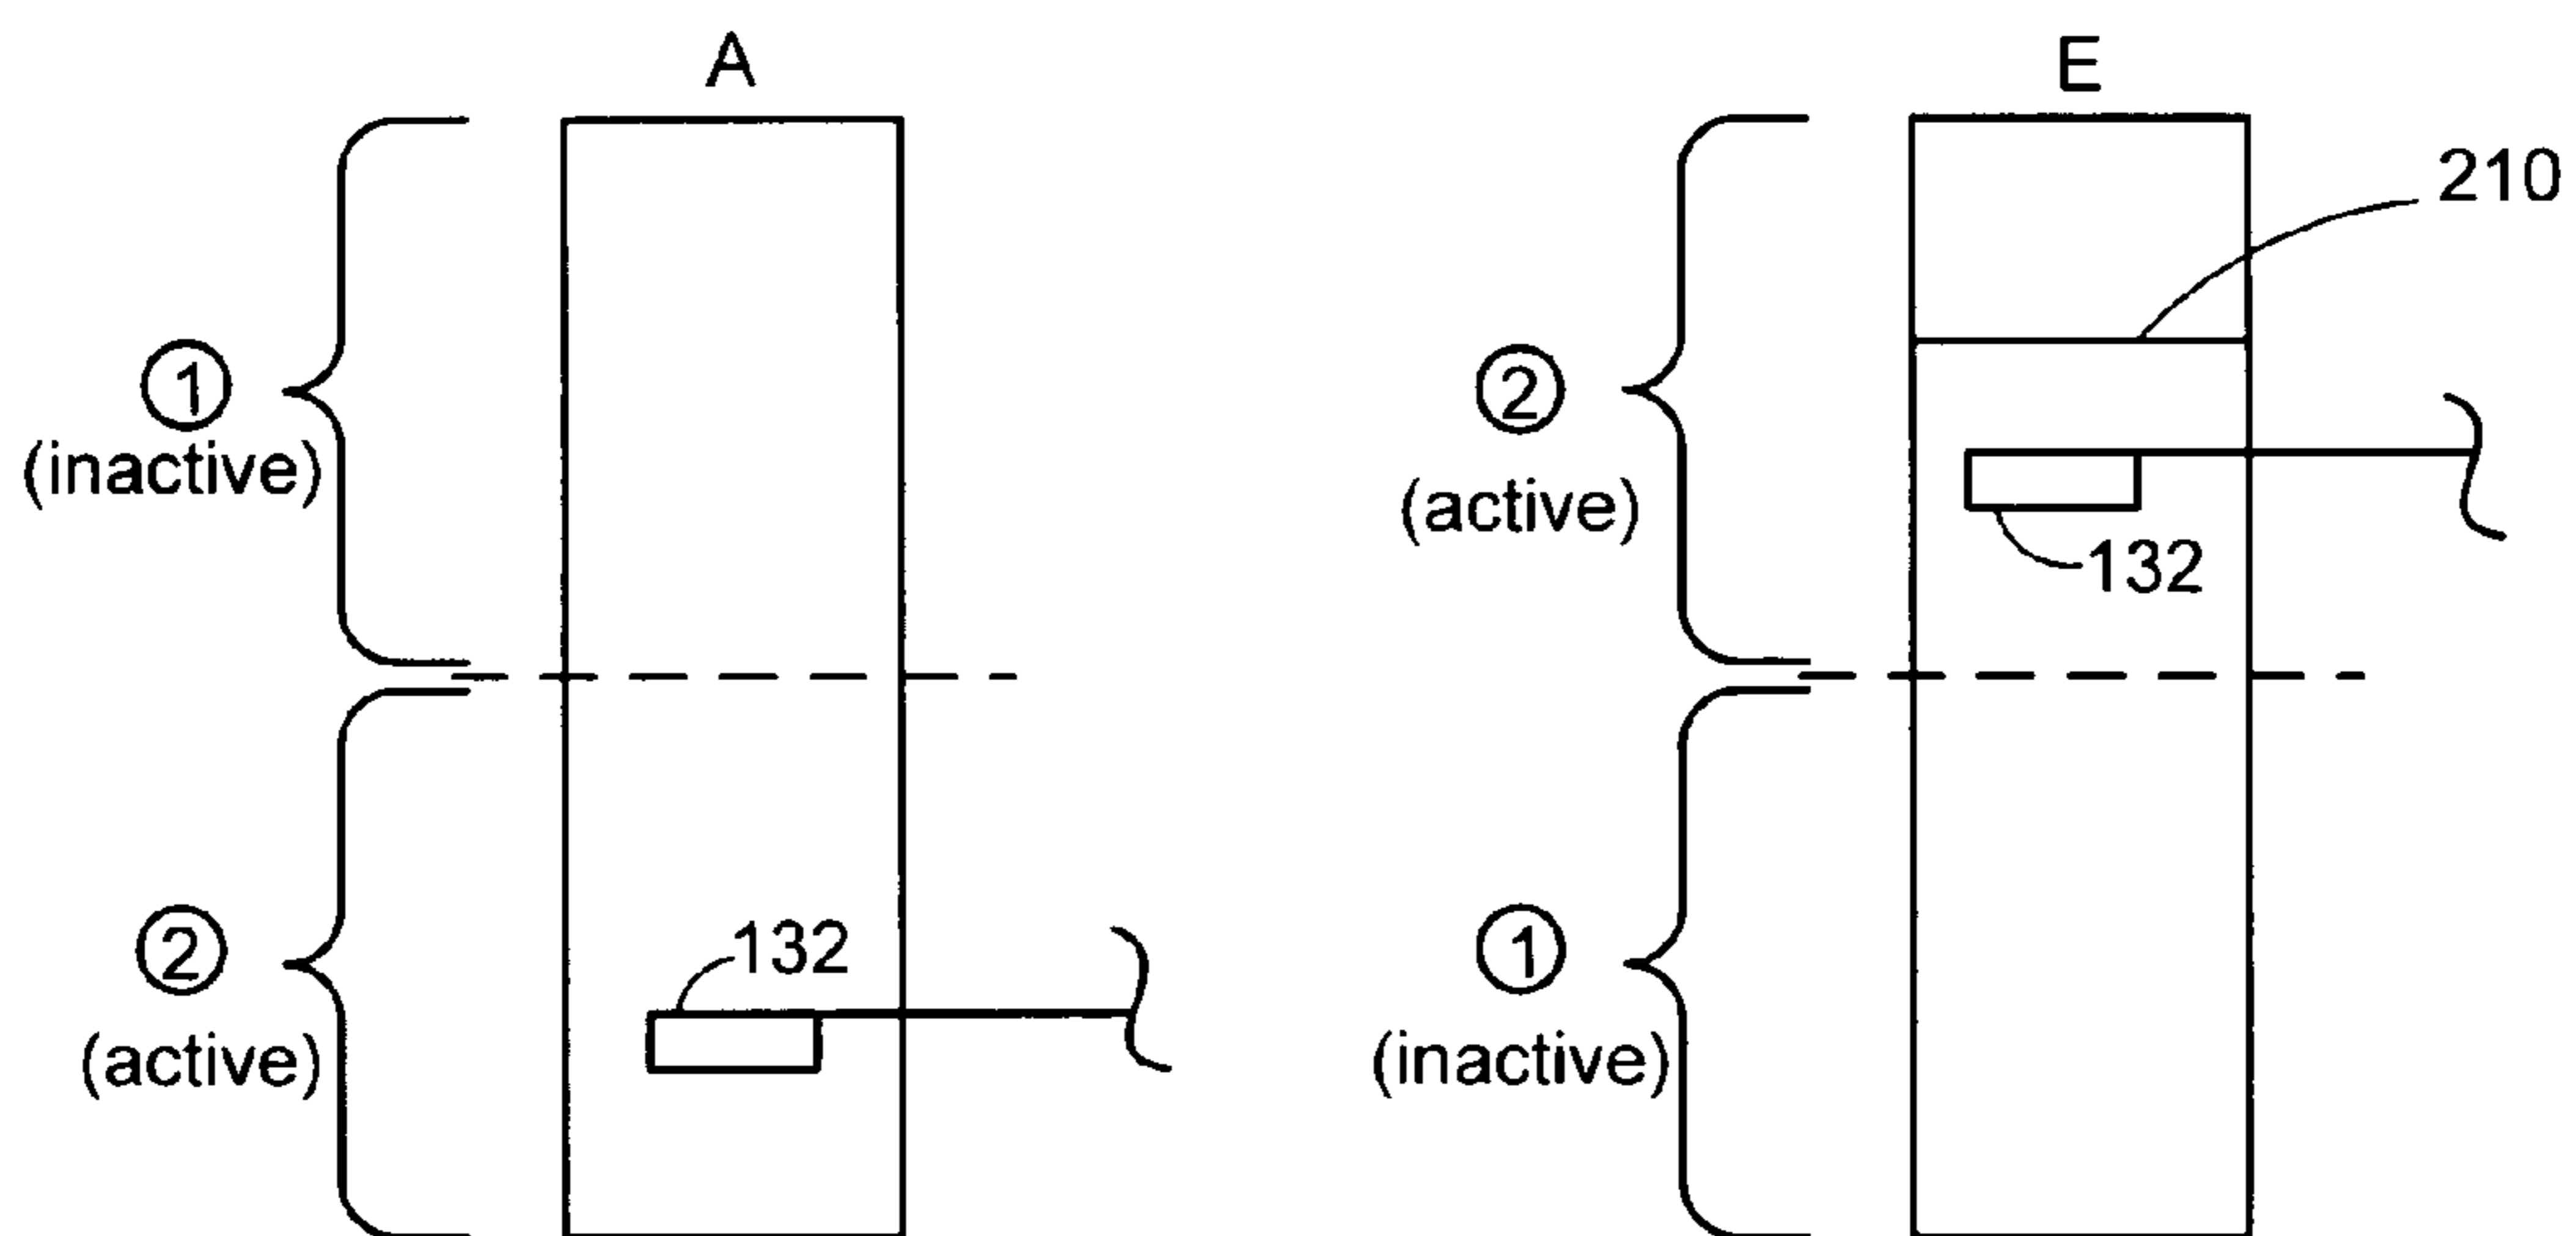 A
①
(inactive)
②
(active)
132
E
210
②
(active)
132
①
(inactive)